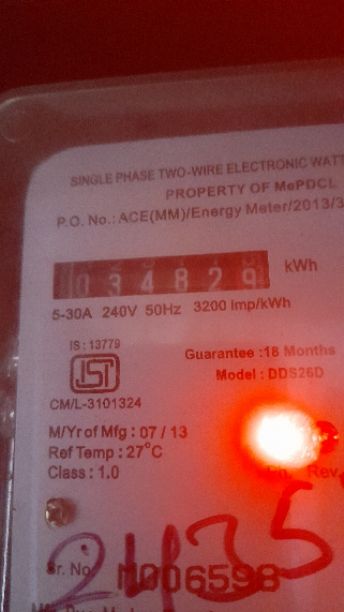 SINGLE PHASE TWO-WIRE ELECTRONIC WATT
PROPERTY OF MePDCL
P.O. No.: ACE(MM)/Energy Meter/2013/3
034829 kWh
5-30A 240V 50Hz 3200 Imp/kWh
IS : 13779
ISI
CM/L-3101324
Guarantee :18 Months
Model : DDS26D
M/Yr of Mfg : 07 / 13
Ref Temp : 27°C
Class : 1.0
Rev.
2435
Sr. No. M006598